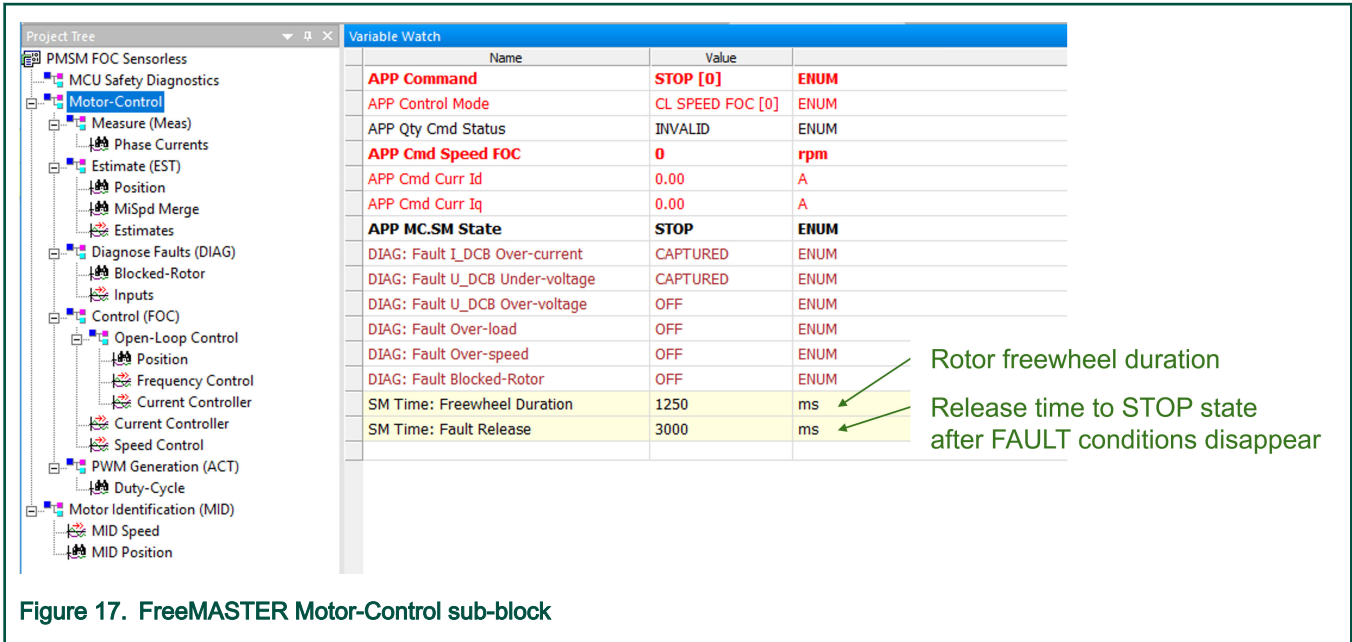 Project Tree
PMSM FOC Sensorless
MCU Safety Diagnostics
Motor-Control
Measure (Meas)
Phase Currents
Estimate (EST)
Position
MiSpd Merge
Estimates
Diagnose Faults (DIAG)
Blocked-Rotor
Inputs
Control (FOC)
Open-Loop Control
Position
Frequency Control
Current Controller
Current Controller
Speed Control
PWM Generation (ACT)
Duty-Cycle
Motor Identification (MID)
MID Speed
MID Position
Variable Watch
Name Value
APP Command STOP [0] ENUM
APP Control Mode CL SPEED FOC [0] ENUM
APP Qty Cmd Status INVALID ENUM
APP Cmd Speed FOC 0 rpm
APP Cmd Curr Id 0.00 A
APP Cmd Curr Iq 0.00 A
APP MC.SM State STOP ENUM
DIAG: Fault I_DCB Over-current CAPTURED ENUM
DIAG: Fault U_DCB Under-voltage CAPTURED ENUM
DIAG: Fault U_DCB Over-voltage OFF ENUM
DIAG: Fault Over-load OFF ENUM
DIAG: Fault Over-speed OFF ENUM
DIAG: Fault Blocked-Rotor OFF ENUM
SM Time: Freewheel Duration 1250 ms
SM Time: Fault Release 3000 ms
Rotor freewheel duration
Release time to STOP state
after FAULT conditions disappear
Figure 17. FreeMASTER Motor-Control sub-block